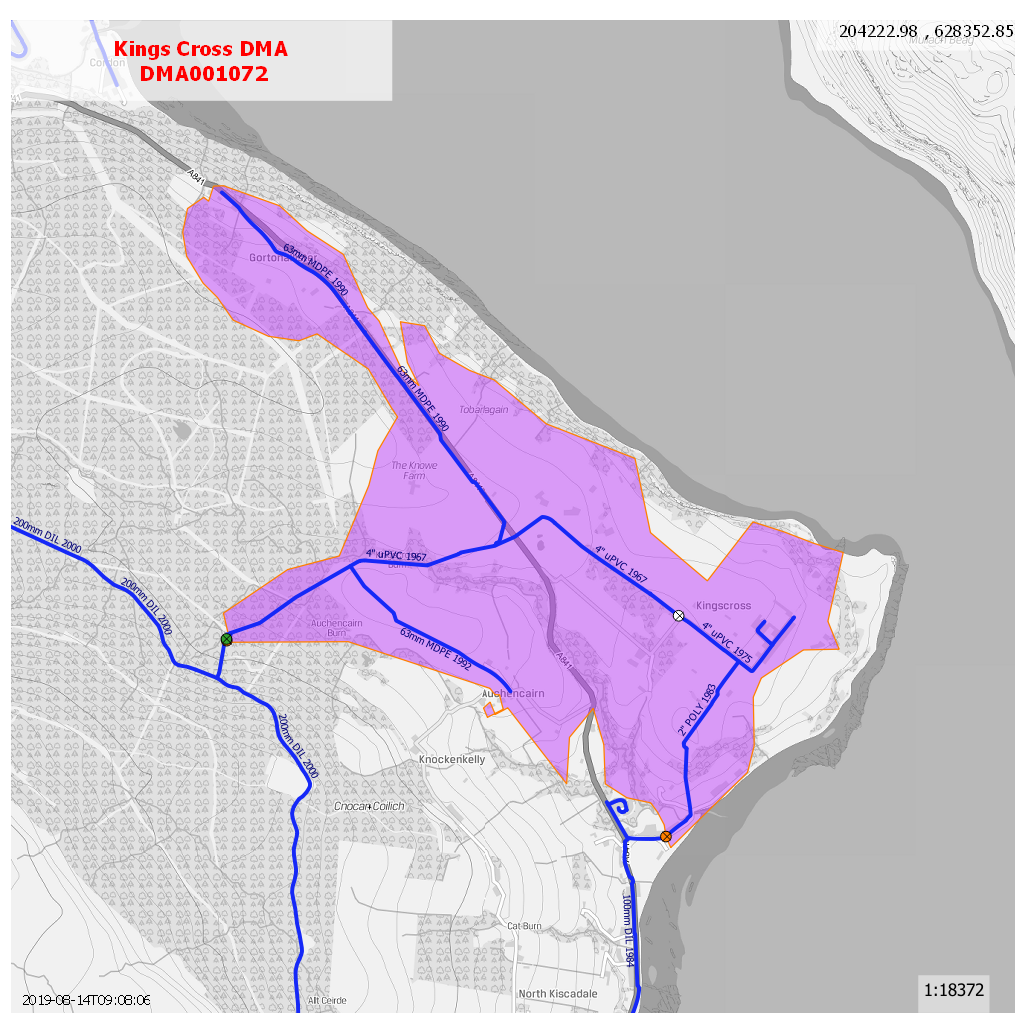 204222.98 , 628352.85
Kings Cross DMA
DMA001072
Mullach Beag
Cordon
A841
63mm MDPE 1990
63mm MDPE 1990
Tobarlagain
The Knowe
Farm
200mm DIL 2000
4" uPVC 1967
4" uPVC 1967
200mm DIL 2000
Kingscross
Auchencairn
Burn
63mm MDPE 1992
4" uPVC 1975
A841
Auchencairn
2" POLY 1983
200mm DIL 2000
Knockenkelly
Cnocan Coilich
100mm DIL 1984
Cat Burn
North Kiscadale
Allt Ceirde
2019-08-14T09:08:06
1:18372